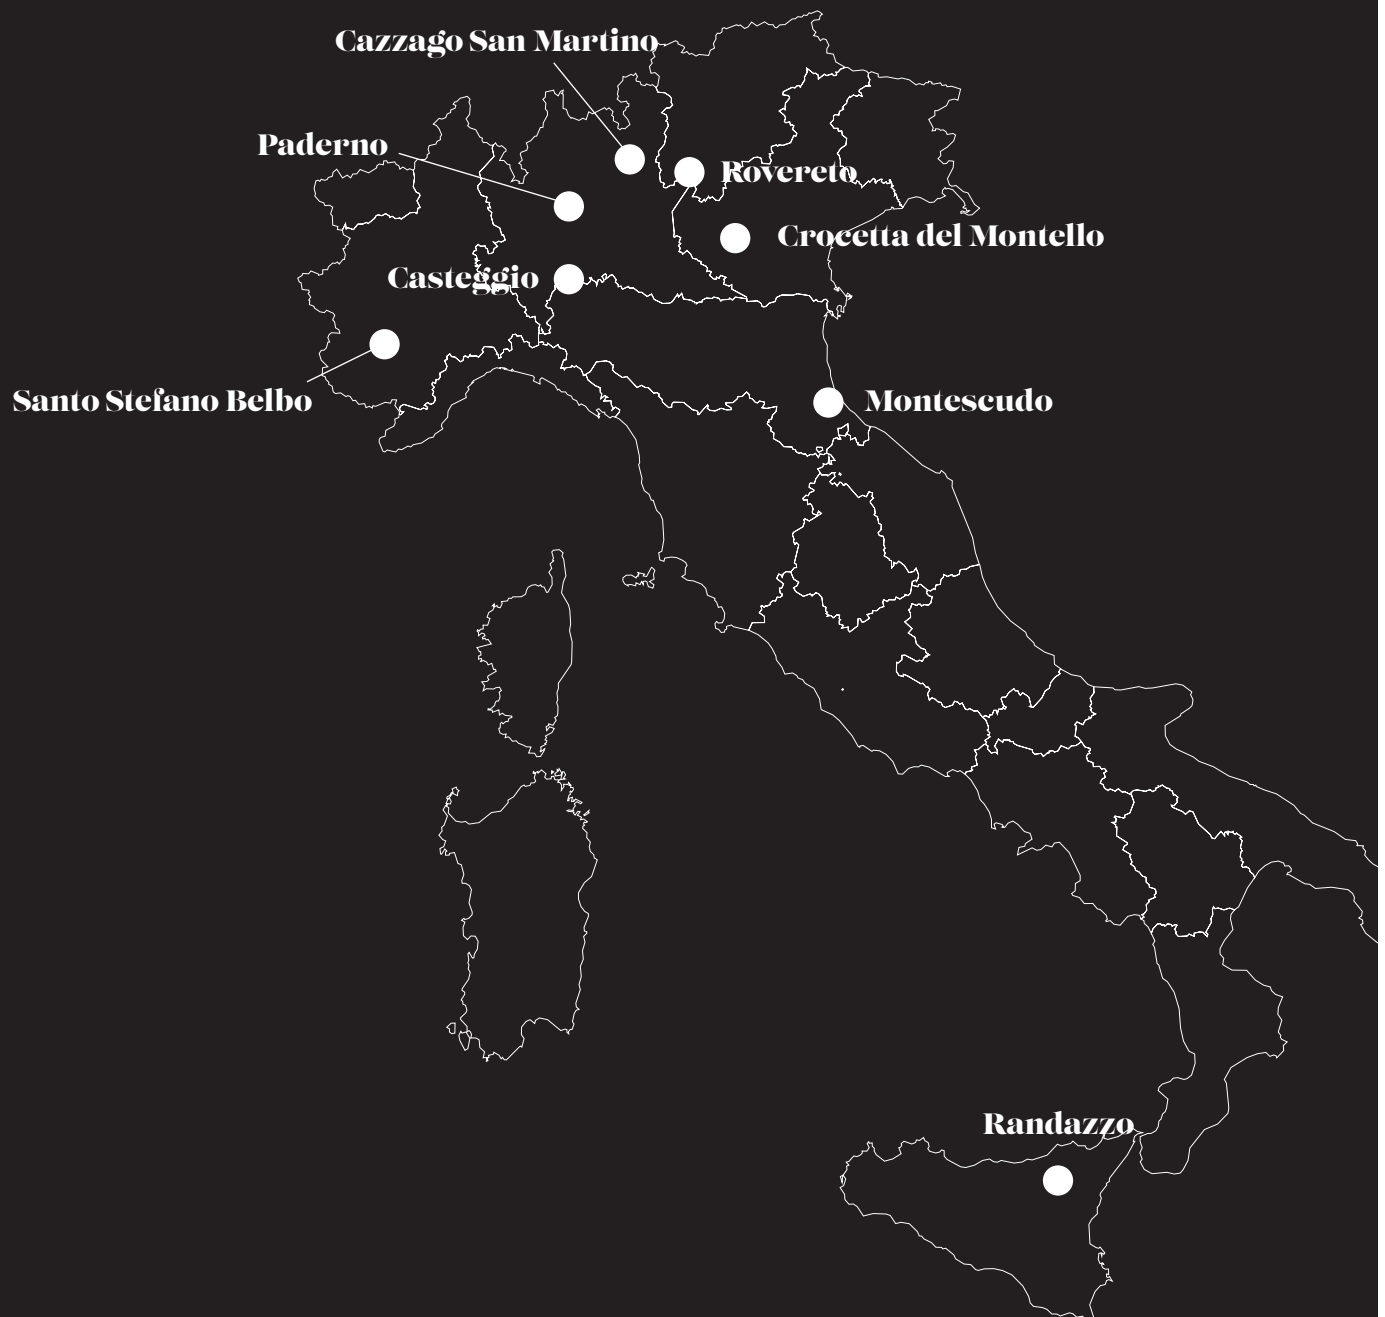 Cazzago San Martino
Paderno
Rovereto
Crocetta del Montello
Casteggio
Santo Stefano Belbo
Montescudo
Randazzo